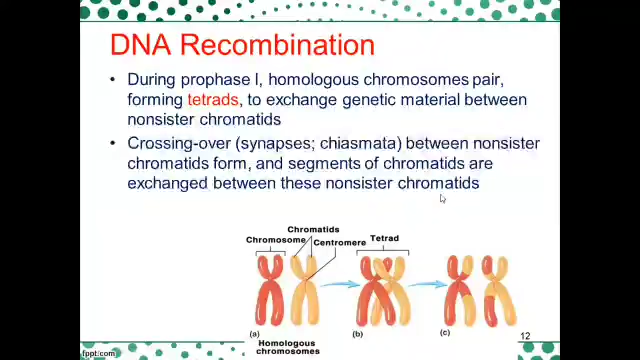 DNA Recombination
• During prophase I, homologous chromosomes pair,
forming tetrads, to exchange genetic material between
nonsister chromatids
• Crossing-over (synapses; chiasmata) between nonsister
chromatids form, and segments of chromatids are
exchanged between these nonsister chromatids
Chromatids
Chromosome
Centromere
Tetrad
(a)
(b)
(c)
Homologous
chromosomes
12
fppt.com